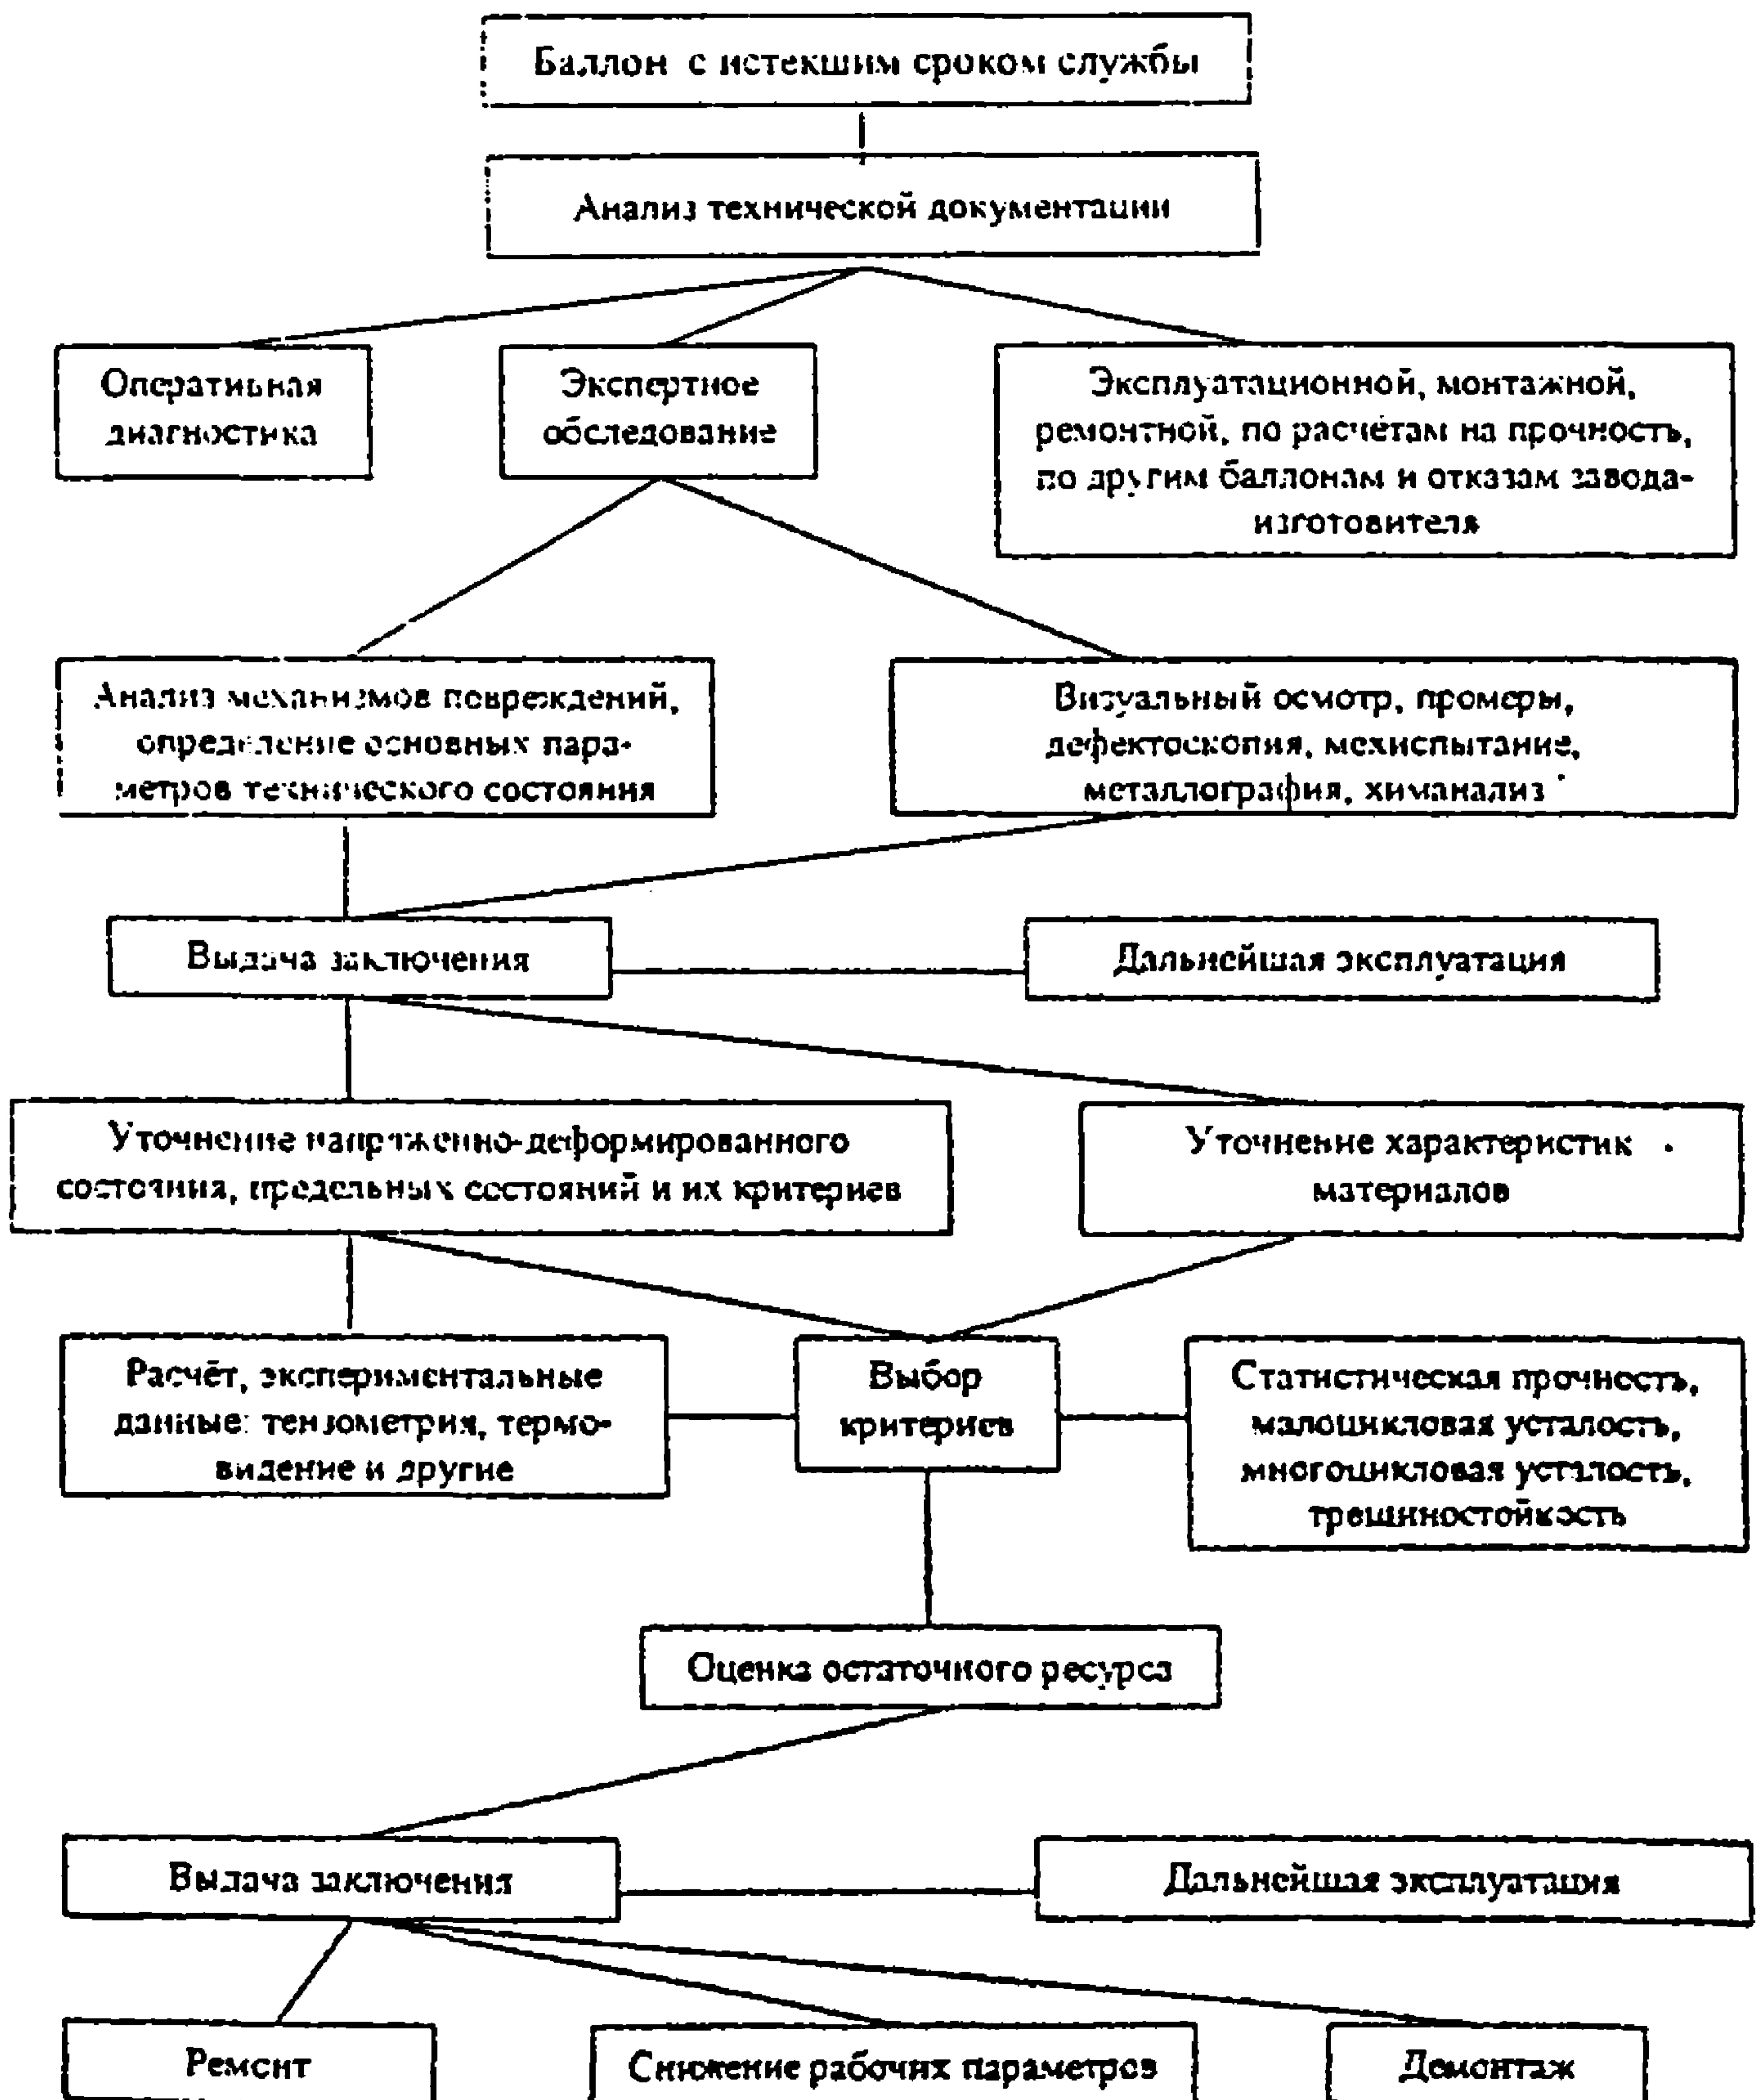 Баллон с истекшим сроком службы
Анализ технической документации
Оперативная
диагностика
Экспертное
обследование
Эксплуатационной, монтажной,
ремонтной, по расчётам на прочность,
по другим баллонам и отказам завода-
изготовителя
Анализ механизмов повреждений,
определение основных пара-
метров технического состояния
Визуальный осмотр, промеры,
дефектоскопия, мехиспытание,
металлография, химанализ
Выдача заключения
Дальнейшая эксплуатация
Уточнение напряженно-деформированного
состояния, предельных состояний и их критериев
Уточнение характеристик
материалов
Расчёт, экспериментальные
данные: тензометрия, термо-
видение и другие
Выбор
критериев
Статистическая прочность,
малоцикловая усталость,
многоцикловая усталость,
трещиностойкость
Оценка остаточного ресурса
Выдача заключения
Дальнейшая эксплуатация
Ремонт
Снижение рабочих параметров
Демонтаж